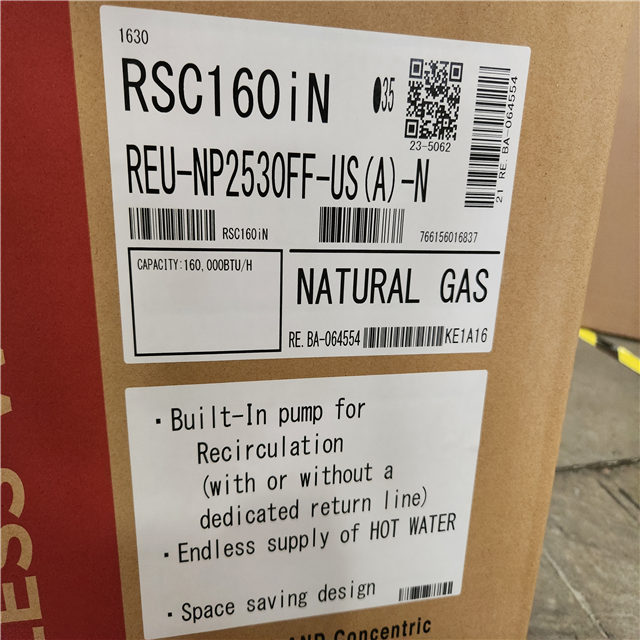 1630
RSC160iN
35
23-5062
21 RE. BA-064554
REU-NP2530FF-US(A)-N
RSC160iN
766156016837
CAPACITY:160,000BTU/H
NATURAL GAS
RE. BA-064554
KE1A16
· Built-In pump for
Recirculation
(with or without a
dedicated return line)
· Endless supply of HOT WATER
· Space saving design
AND Concentric